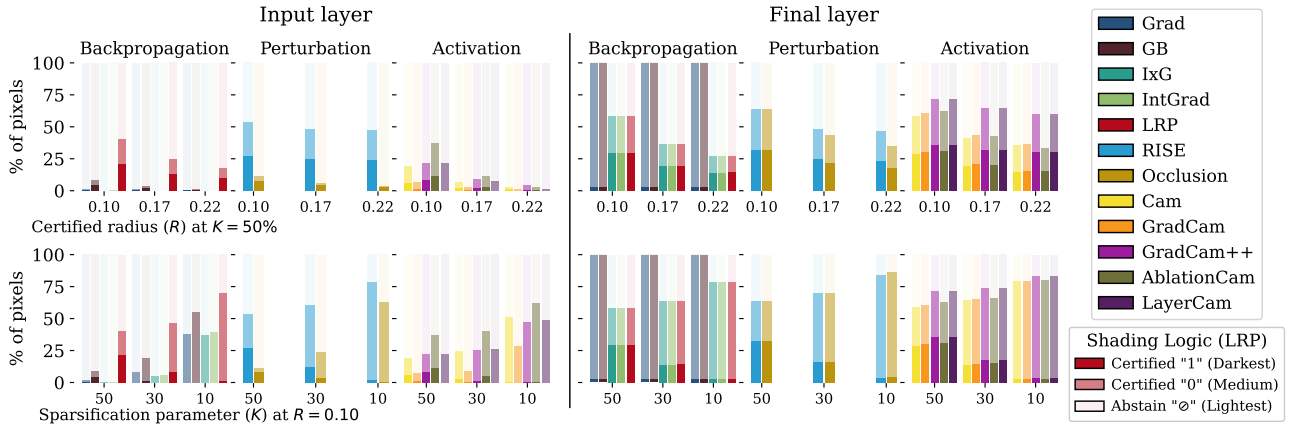 Input layer
Final layer
Backpropagation Perturbation Activation
Backpropagation Perturbation Activation
% of pixels
100
75
50
25
0
0.10 0.17 0.22 0.10 0.17 0.22 0.10 0.17 0.22
0.10 0.17 0.22 0.10 0.17 0.22 0.10 0.17 0.22
Certified radius (R) at K = 50%
% of pixels
100
75
50
25
0
50 30 10 50 30 10 50 30 10
50 30 10 50 30 10 50 30 10
Sparsification parameter (K) at R = 0.10
Grad
GB
IxG
IntGrad
LRP
RISE
Occlusion
Cam
GradCam
GradCam++
AblationCam
LayerCam
Shading Logic (LRP)
Certified "1" (Darkest)
Certified "0" (Medium)
Abstain "⊘" (Lightest)